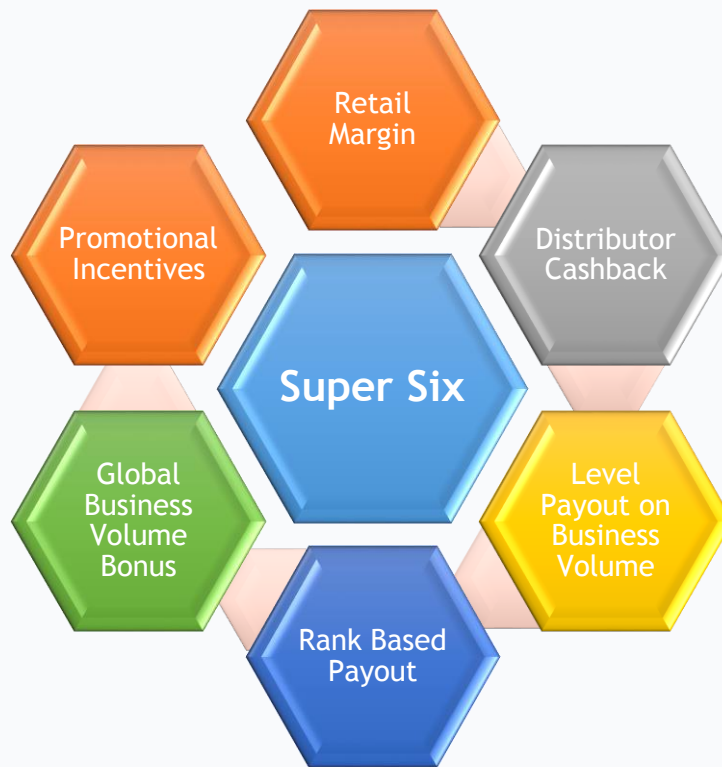 Retail
Margin
Distributor
Cashback
Level
Payout on
Business
Volume
Rank Based
Payout
Global
Business
Volume
Bonus
Promotional
Incentives
Super Six